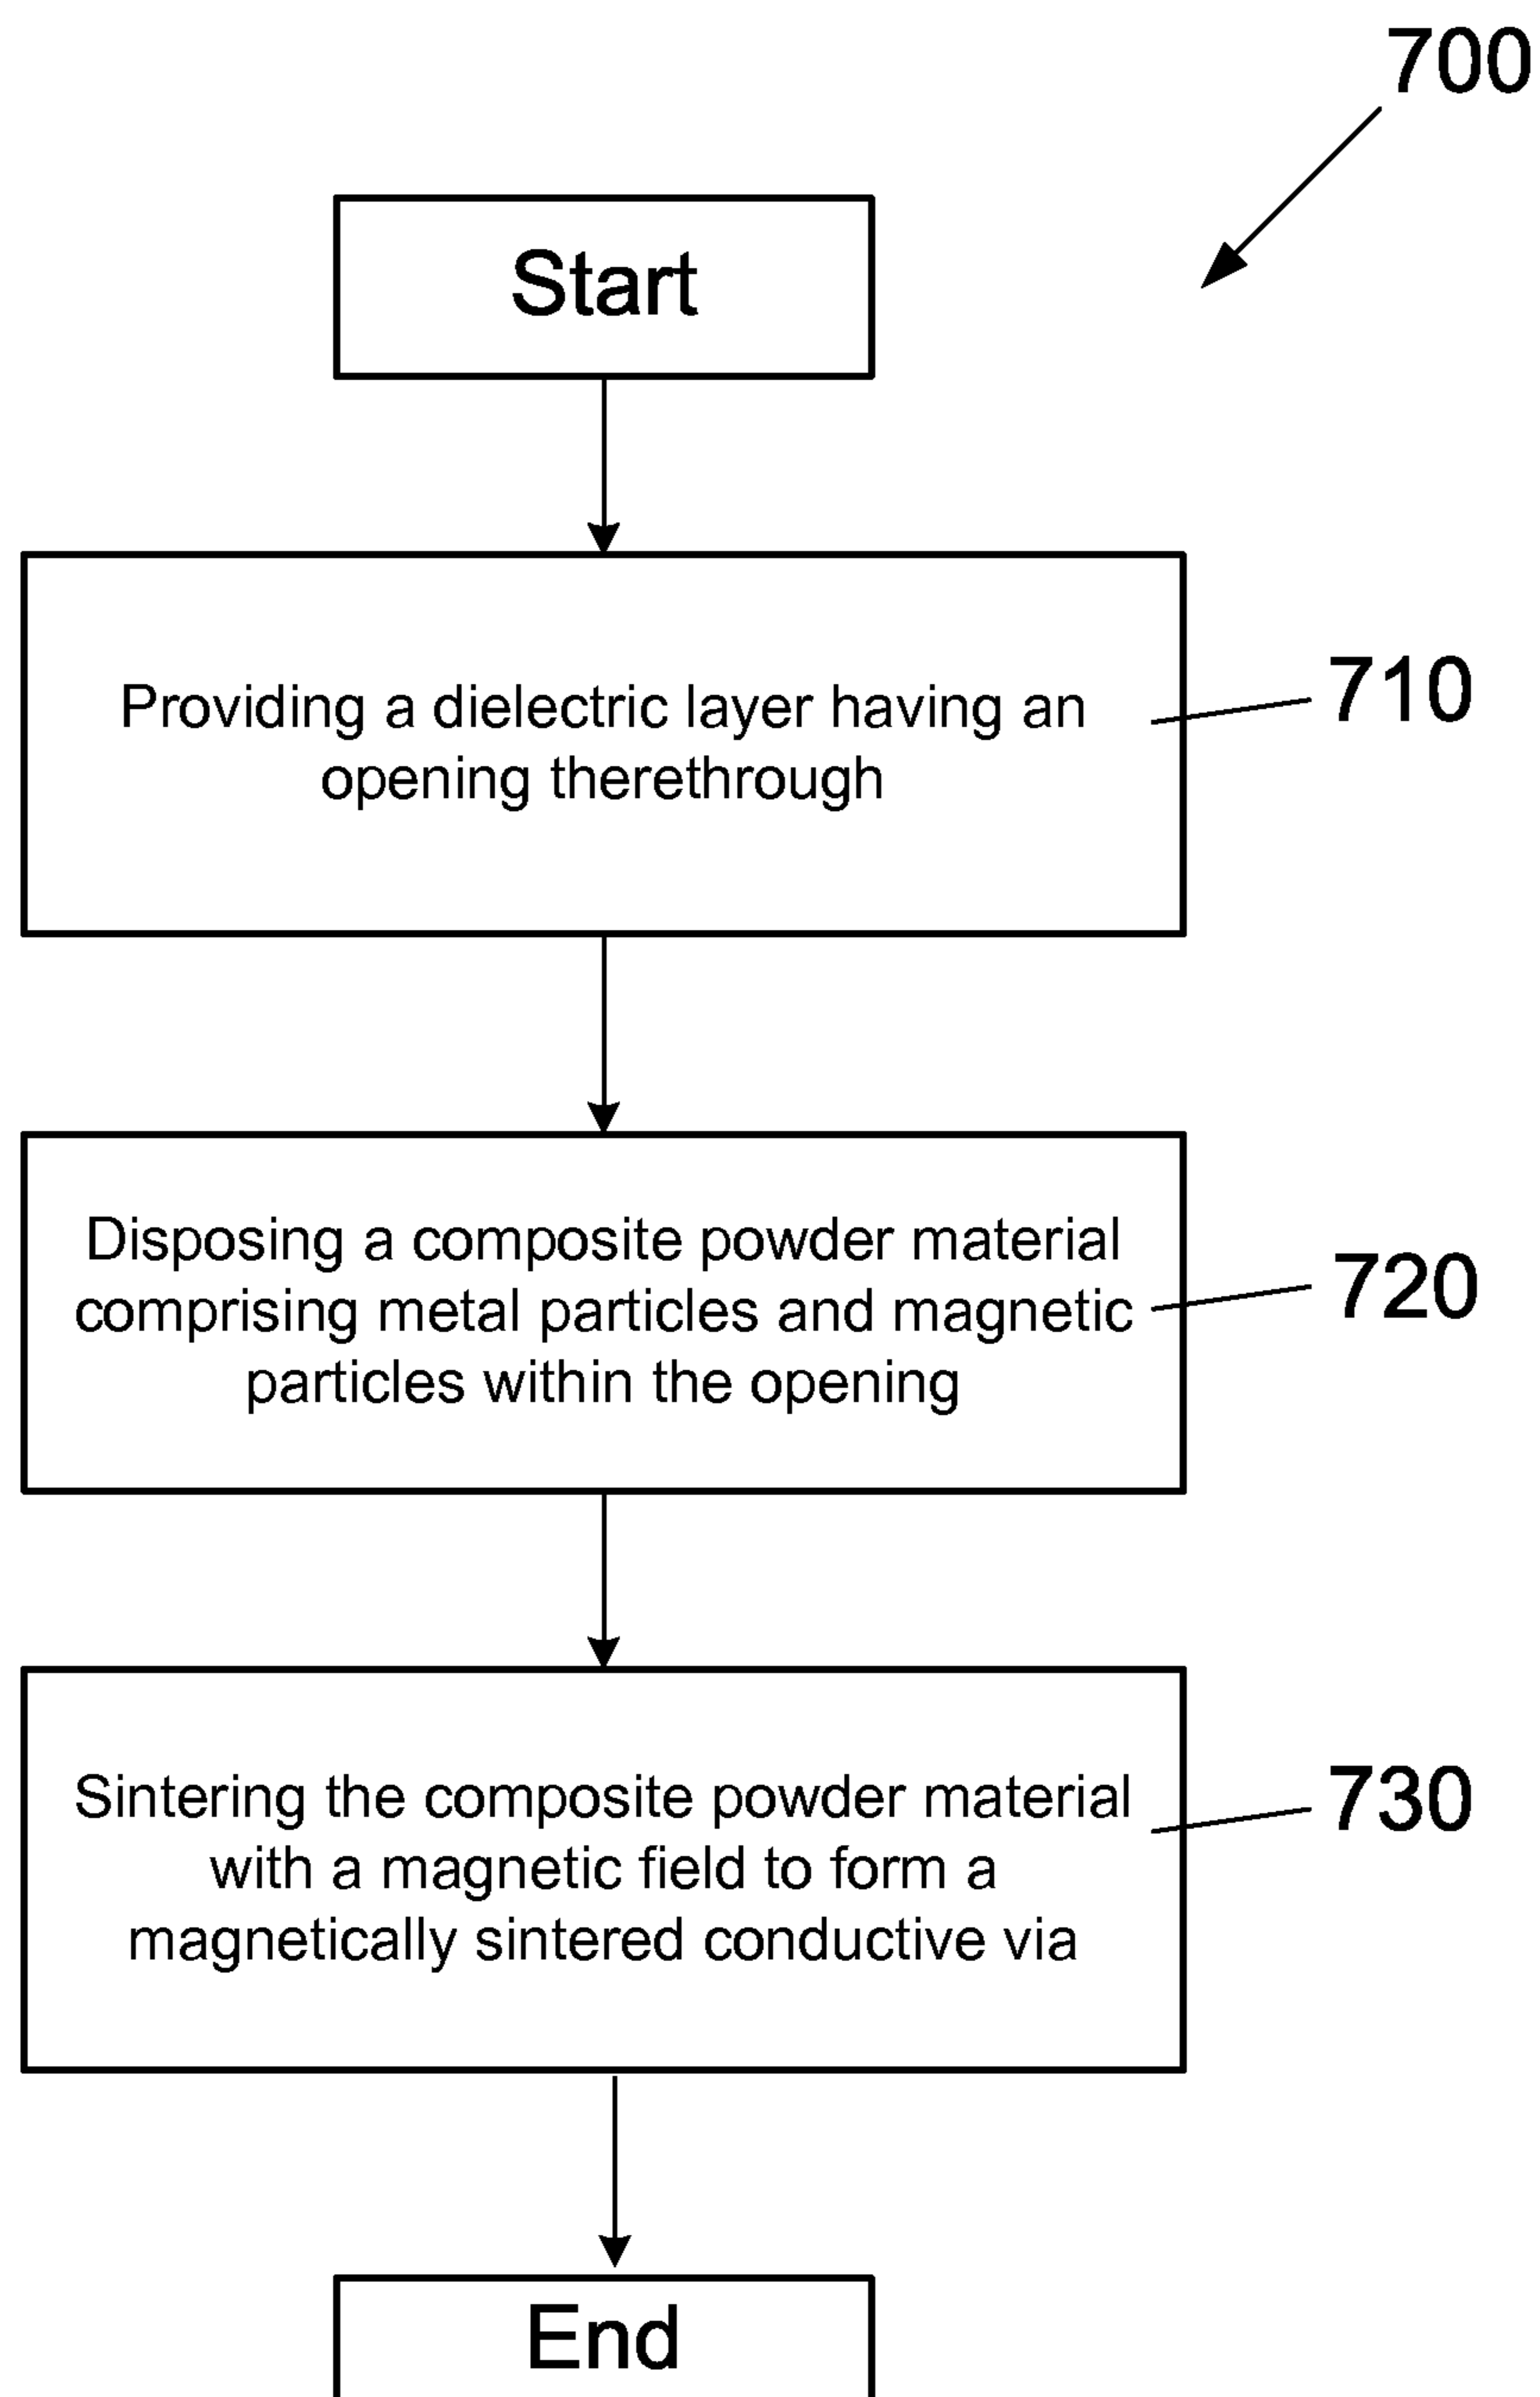 700
Start
Providing a dielectric layer having an
opening therethrough
710
Disposing a composite powder material
comprising metal particles and magnetic
particles within the opening
720
Sintering the composite powder material
with a magnetic field to form a
magnetically sintered conductive via
730
End